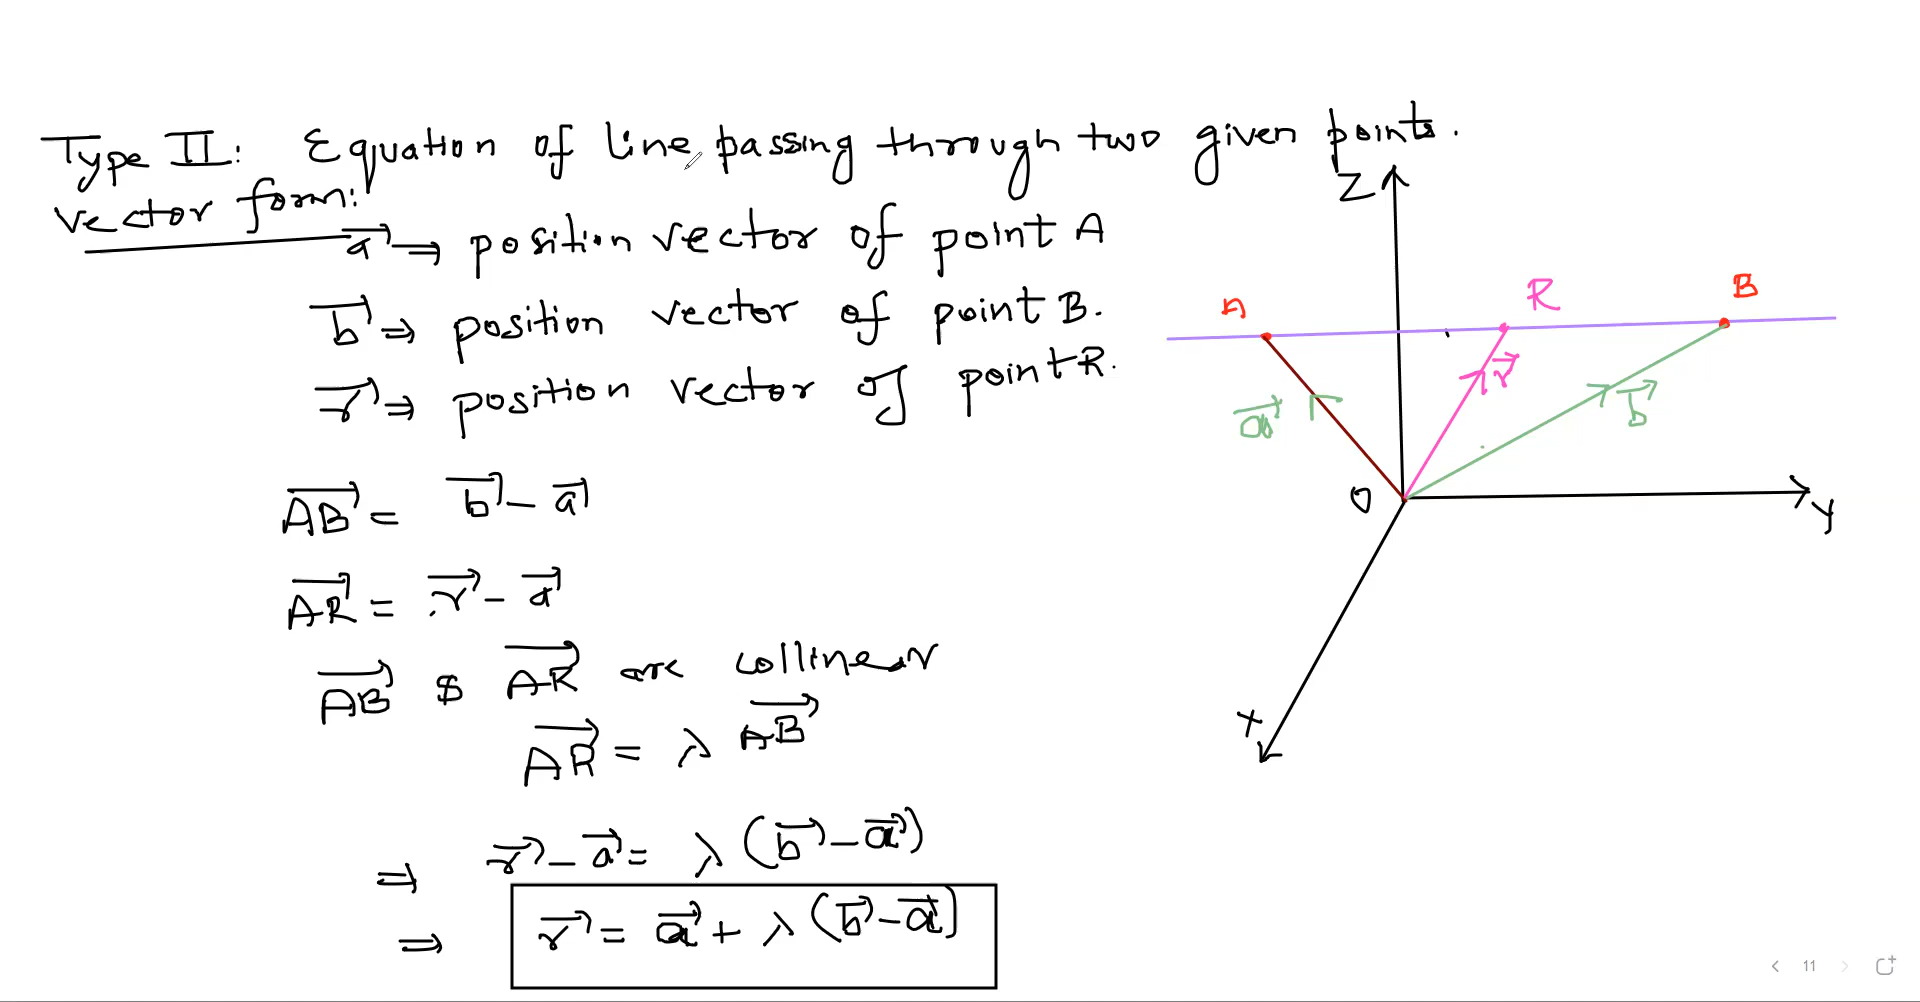 Type II: Equation of line, passing through two given points.
vector form:
a⃗ ⇒ position vector of point A
b⃗ ⇒ position vector of point B.
r⃗ ⇒ position vector of point R.
AB⃗ = b⃗ - a⃗
AR⃗ = r⃗ - a⃗
AB⃗ & AR⃗ are collinear
AR⃗ = λ AB⃗
⇒ r⃗ - a⃗ = λ (b⃗ - a⃗)
⇒ r⃗ = a⃗ + λ (b⃗ - a⃗)
Z
A
R
B
a⃗
r⃗
b⃗
O
Y
X
11